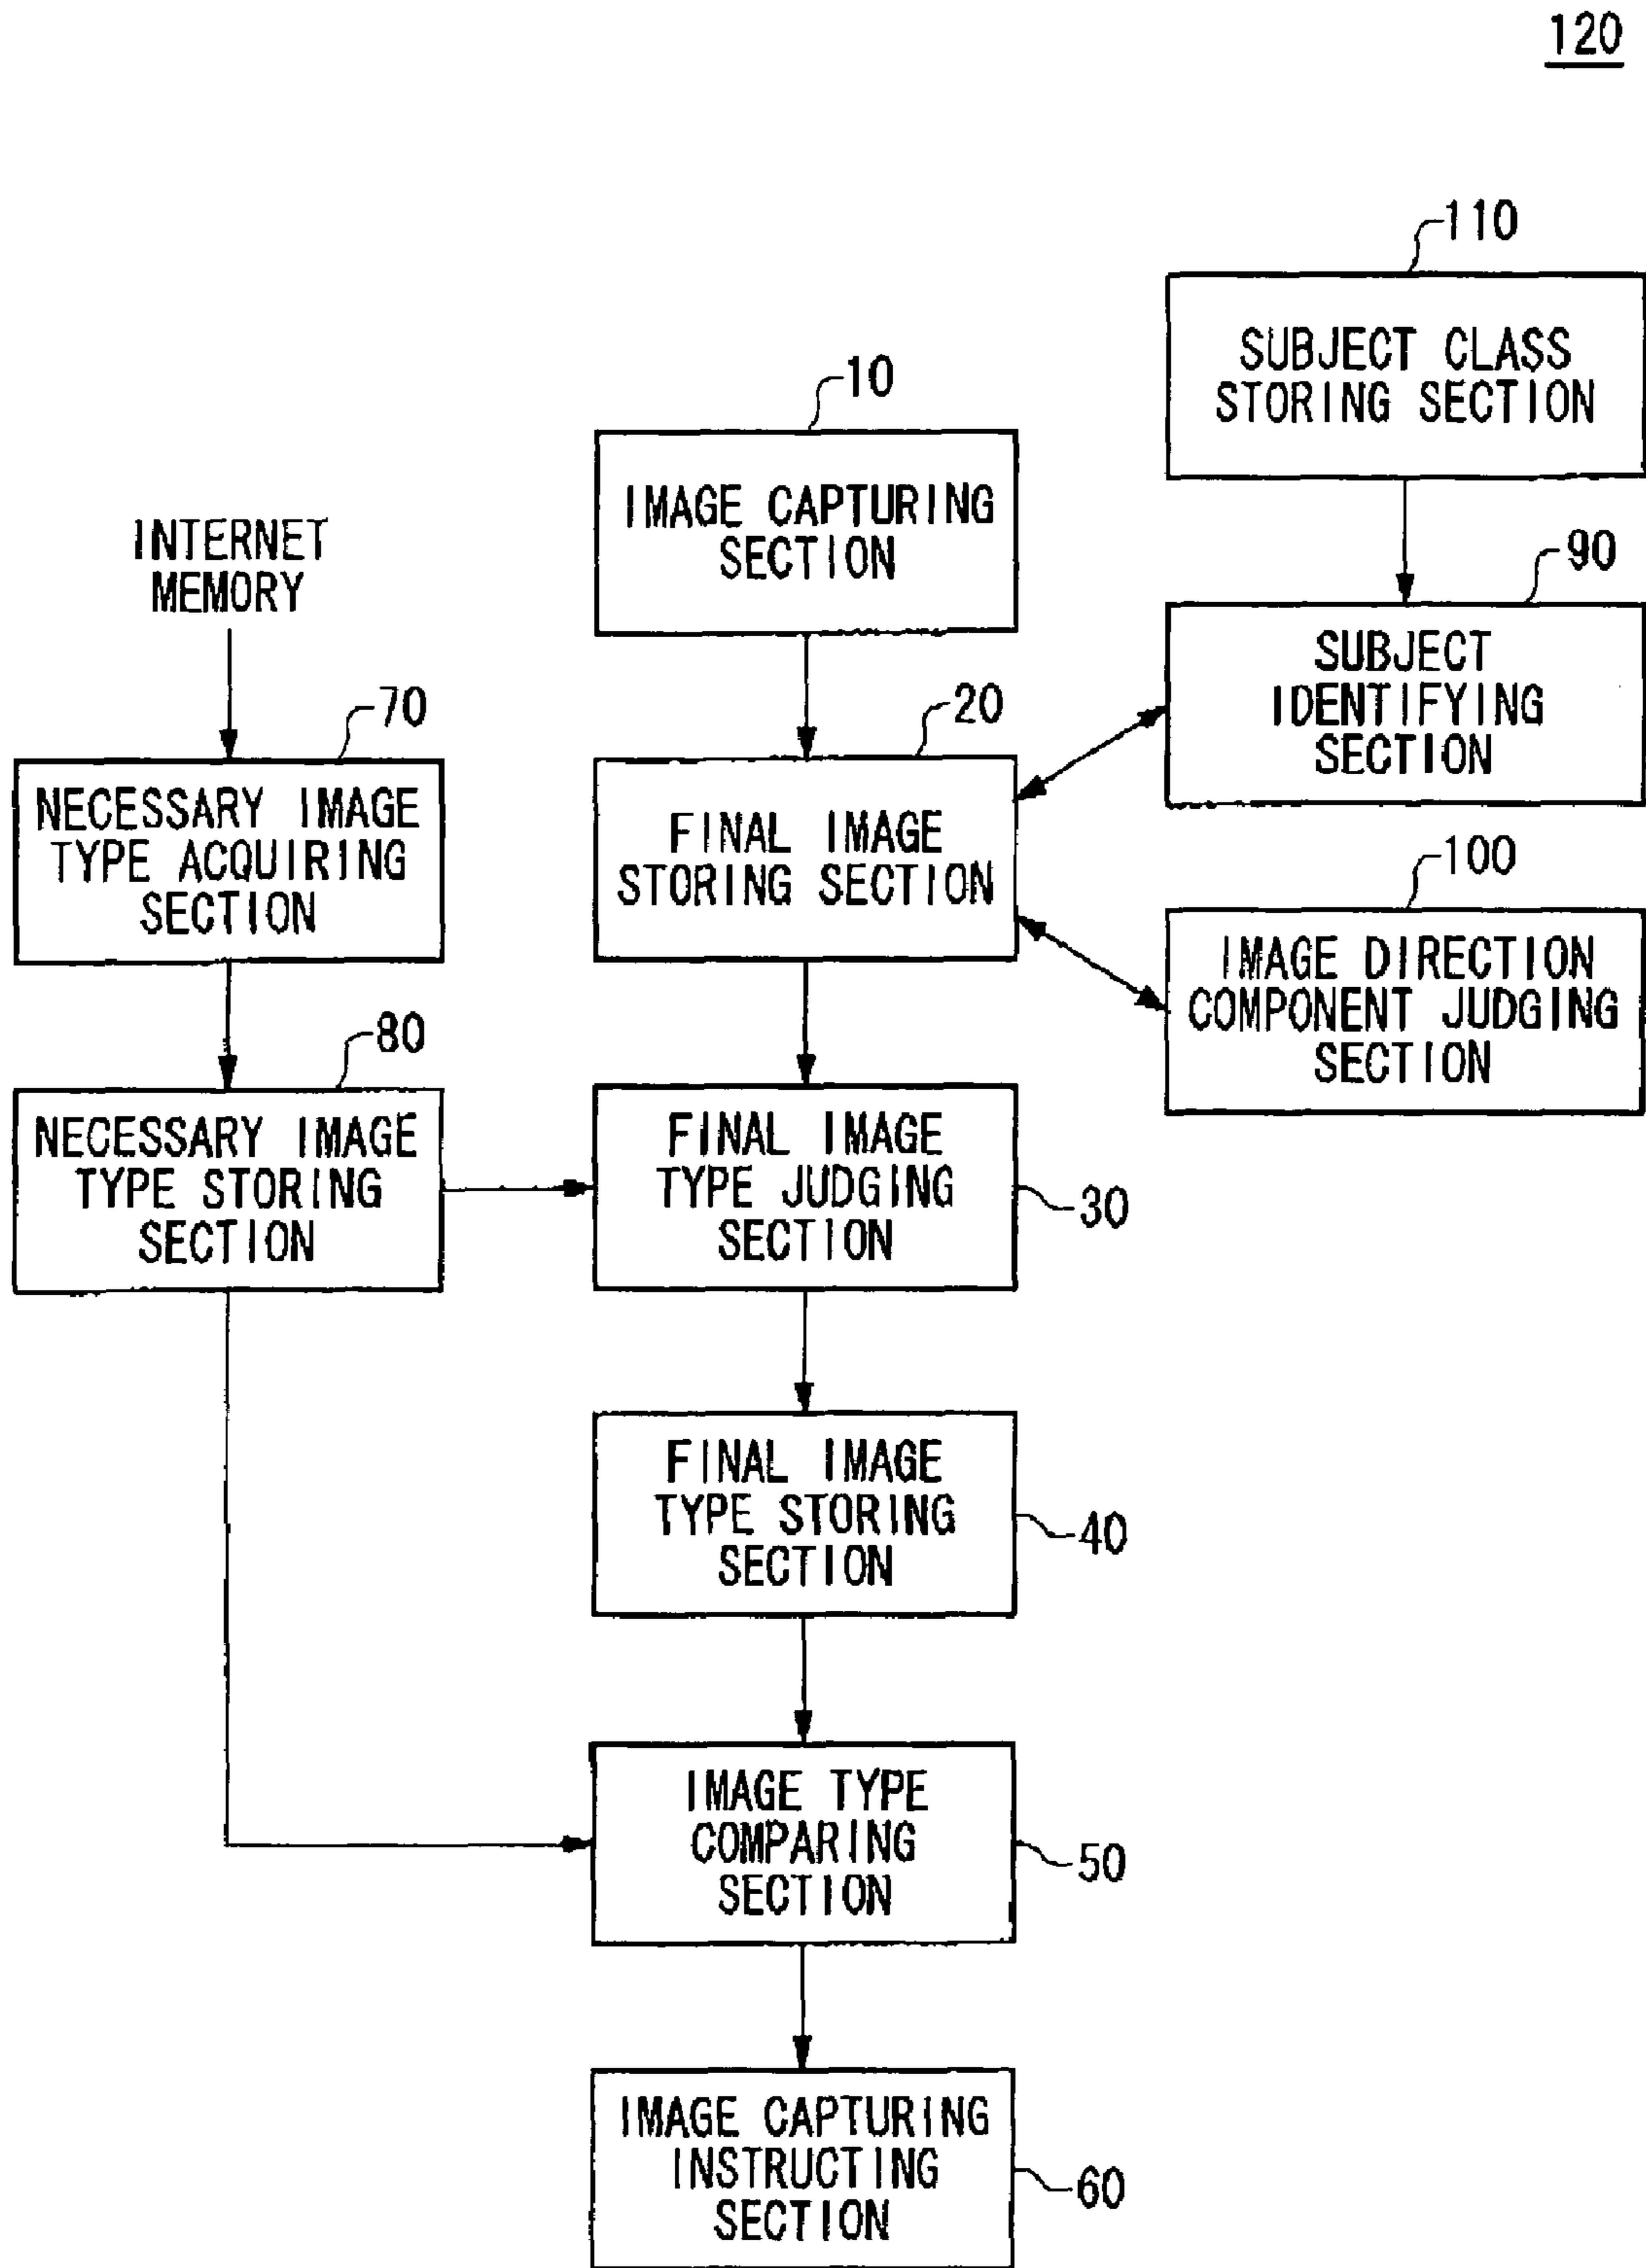 120
110
SUBJECT CLASS
STORING SECTION
10
IMAGE CAPTURING
SECTION
INTERNET
MEMORY
90
SUBJECT
IDENTIFYING
SECTION
70
NECESSARY IMAGE
TYPE ACQUIRING
SECTION
20
FINAL IMAGE
STORING SECTION
100
IMAGE DIRECTION
COMPONENT JUDGING
SECTION
80
NECESSARY IMAGE
TYPE STORING
SECTION
FINAL IMAGE
TYPE JUDGING
SECTION
30
FINAL IMAGE
TYPE STORING
SECTION
40
IMAGE TYPE
COMPARING
SECTION
50
IMAGE CAPTURING
INSTRUCTING
SECTION
60